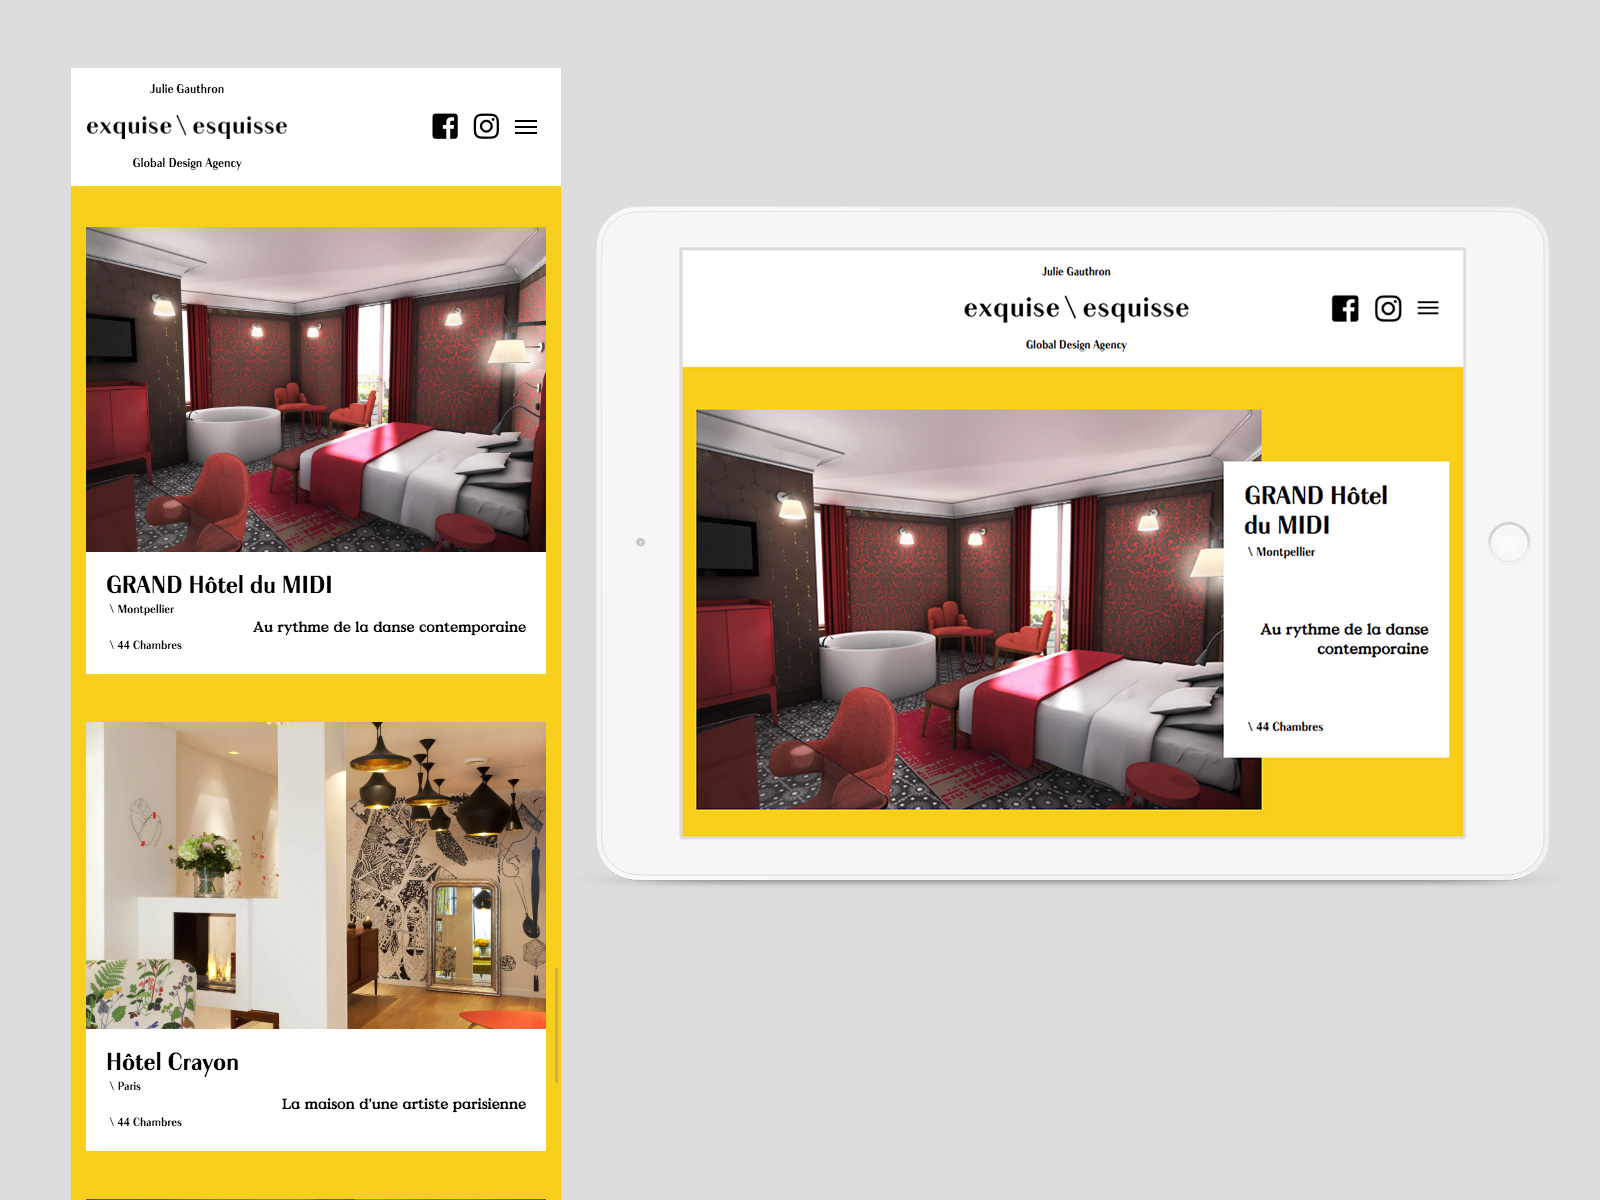 Julie Gauthron
exquise \ esquisse
Global Design Agency
GRAND Hôtel du MIDI
\ Montpellier
Au rythme de la danse contemporaine
\ 44 Chambres
Hôtel Crayon
\ Paris
La maison d'une artiste parisienne
\ 44 Chambres
Julie Gauthron
exquise \ esquisse
Global Design Agency
GRAND Hôtel
du MIDI
\ Montpellier
Au rythme de la danse
contemporaine
\ 44 Chambres